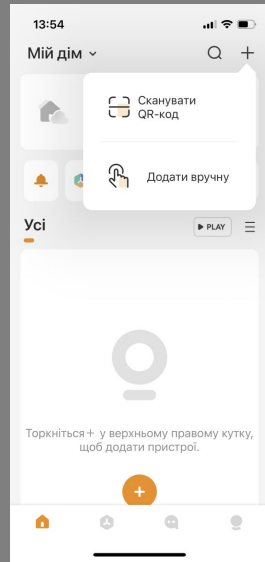 13:54
Мій дім
Сканувати
QR-код
Додати вручну
Усі
PLAY
Торкніться+ у верхньому правому кутку,
щоб додати пристрої.